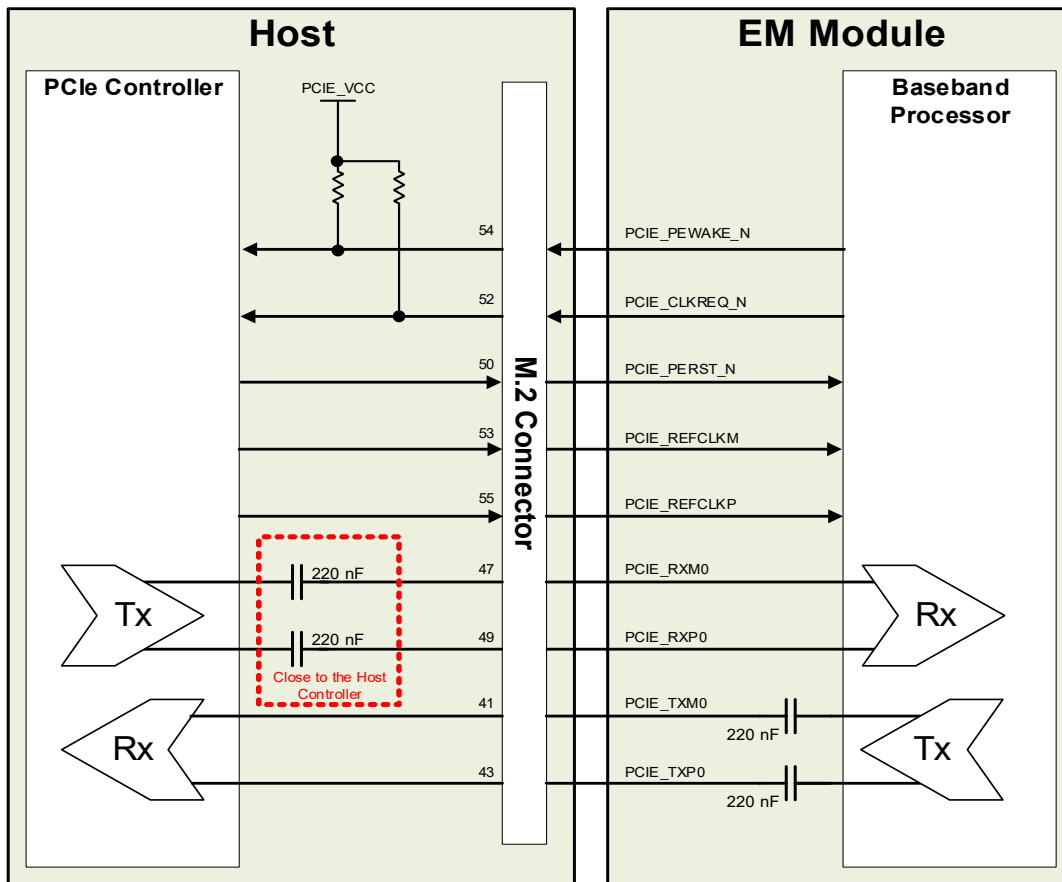 Host
EM Module
PCIe Controller
Baseband
Processor
PCIE_VCC
54
PCIE_PEWAKE_N
52
PCIE_CLKREQ_N
50
PCIE_PERST_N
53
PCIE_REFCLKM
55
PCIE_REFCLKP
M.2 Connector
47
PCIE_RXM0
220 nF
Tx
Rx
49
PCIE_RXP0
220 nF
Close to the Host
Controller
41
PCIE_TXM0
220 nF
Rx
Tx
43
PCIE_TXP0
220 nF